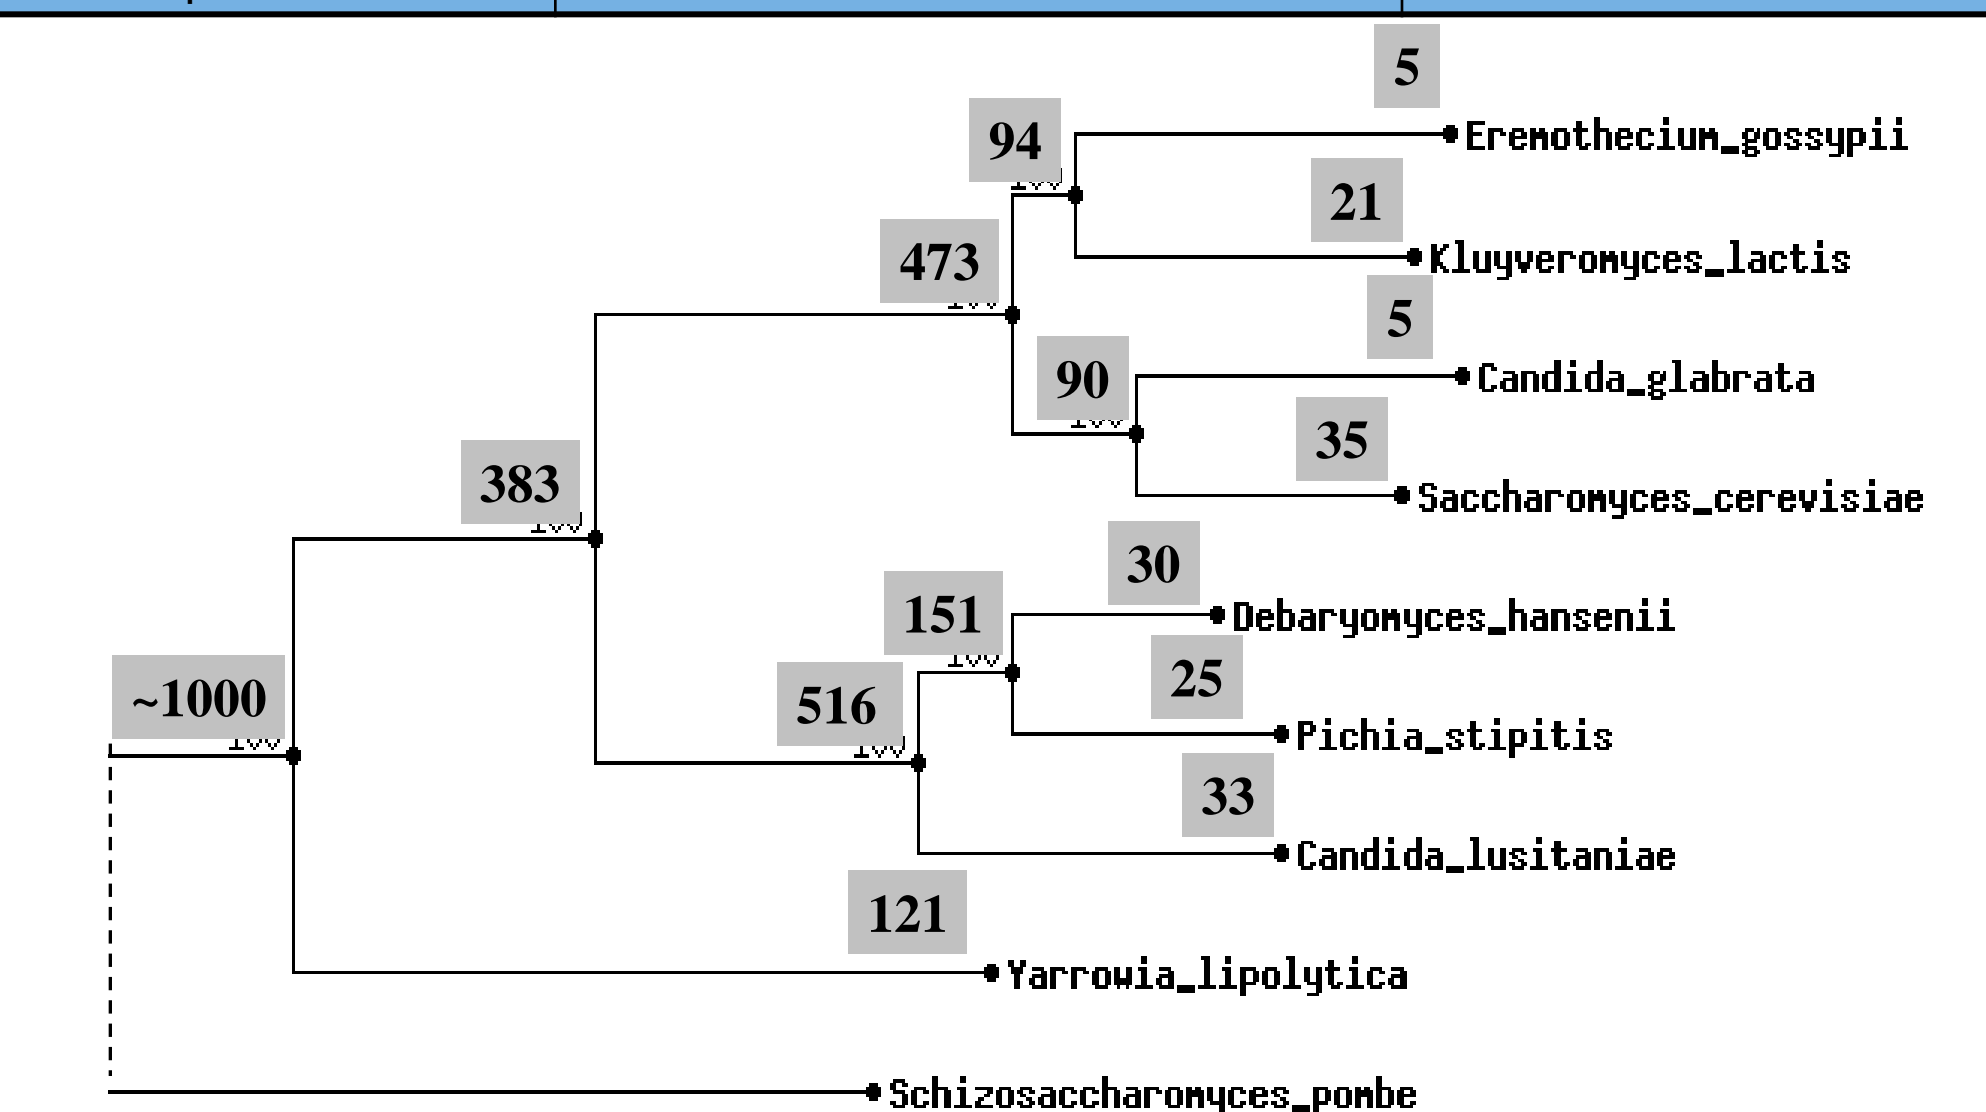 5
94
Eremothecium_gossypii
21
473
Kluyveromyces_lactis
5
90
Candida_glabrata
35
383
Saccharomyces_cerevisiae
30
151
Debaryomyces_hansenii
25
~1000
516
Pichia_stipitis
33
Candida_lusitaniae
121
Yarrowia_lipolytica
Schizosaccharomyces_pombe